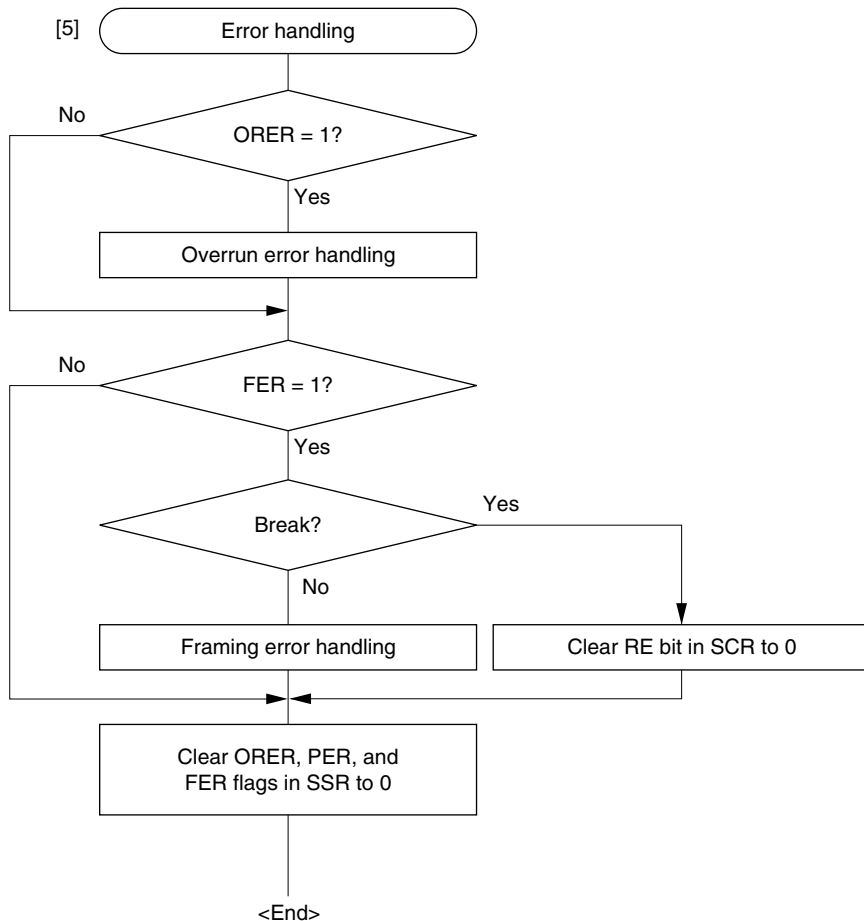 [5]
Error handling
No
ORER = 1?
Yes
Overrun error handling
No
FER = 1?
Yes
Break?
Yes
No
Framing error handling
Clear RE bit in SCR to 0
Clear ORER, PER, and
FER flags in SSR to 0
<End>